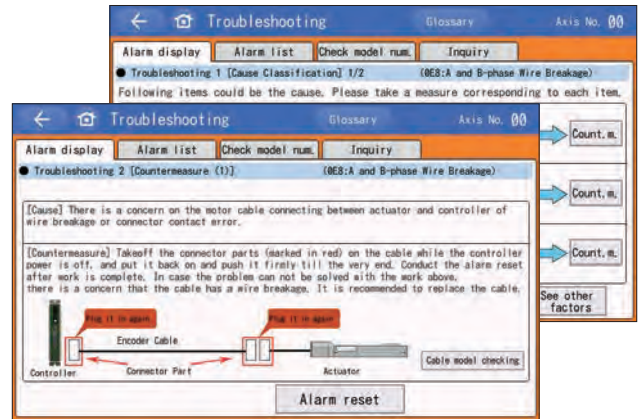 Troubleshooting
Glossary
Axis No. 00
Alarm display
Alarm list
Check model num.
Inquiry
● Troubleshooting 1 [Cause Classification] 1/2 (0E8:A and B-phase Wire Breakage)
Following items could be the cause. Please take a measure corresponding to each item.
Count.m.
Count.m.
Count.m.
See other
factors
Troubleshooting
Glossary
Axis No. 00
Alarm display
Alarm list
Check model num.
Inquiry
● Troubleshooting 2 [Countermeasure (1)] (0E8:A and B-phase Wire Breakage)
[Cause] There is a concern on the motor cable connecting between actuator and controller of
wire breakage or connector contact error.
[Countermeasure] Takeoff the connector parts (marked in red) on the cable while the controller
power is off, and put it back on and push it firmly till the very end. Conduct the alarm reset
after work is complete. In case the problem can not be solved with the work above.
there is a concern that the cable has a wire breakage. It is recommended to replace the cable.
Plug it in again.
Plug it in again.
Encoder Cable
Controller
Connector Part
Actuator
Cable model checking
Alarm reset